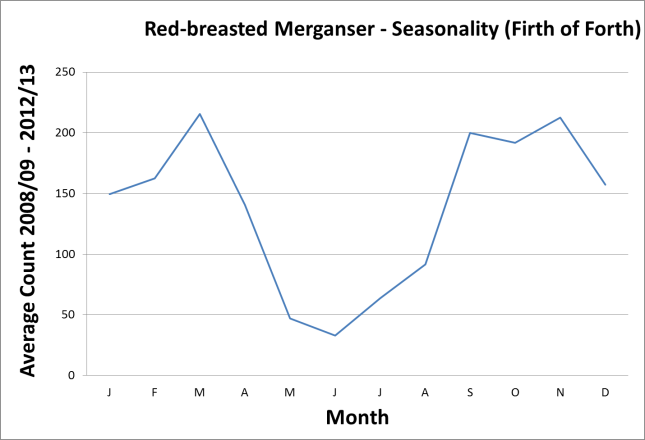 Red-breasted Merganser - Seasonality (Firth of Forth)
Average Count 2008/09 - 2012/13
250
200
150
100
50
0
J F M A M J J A S O N D
Month